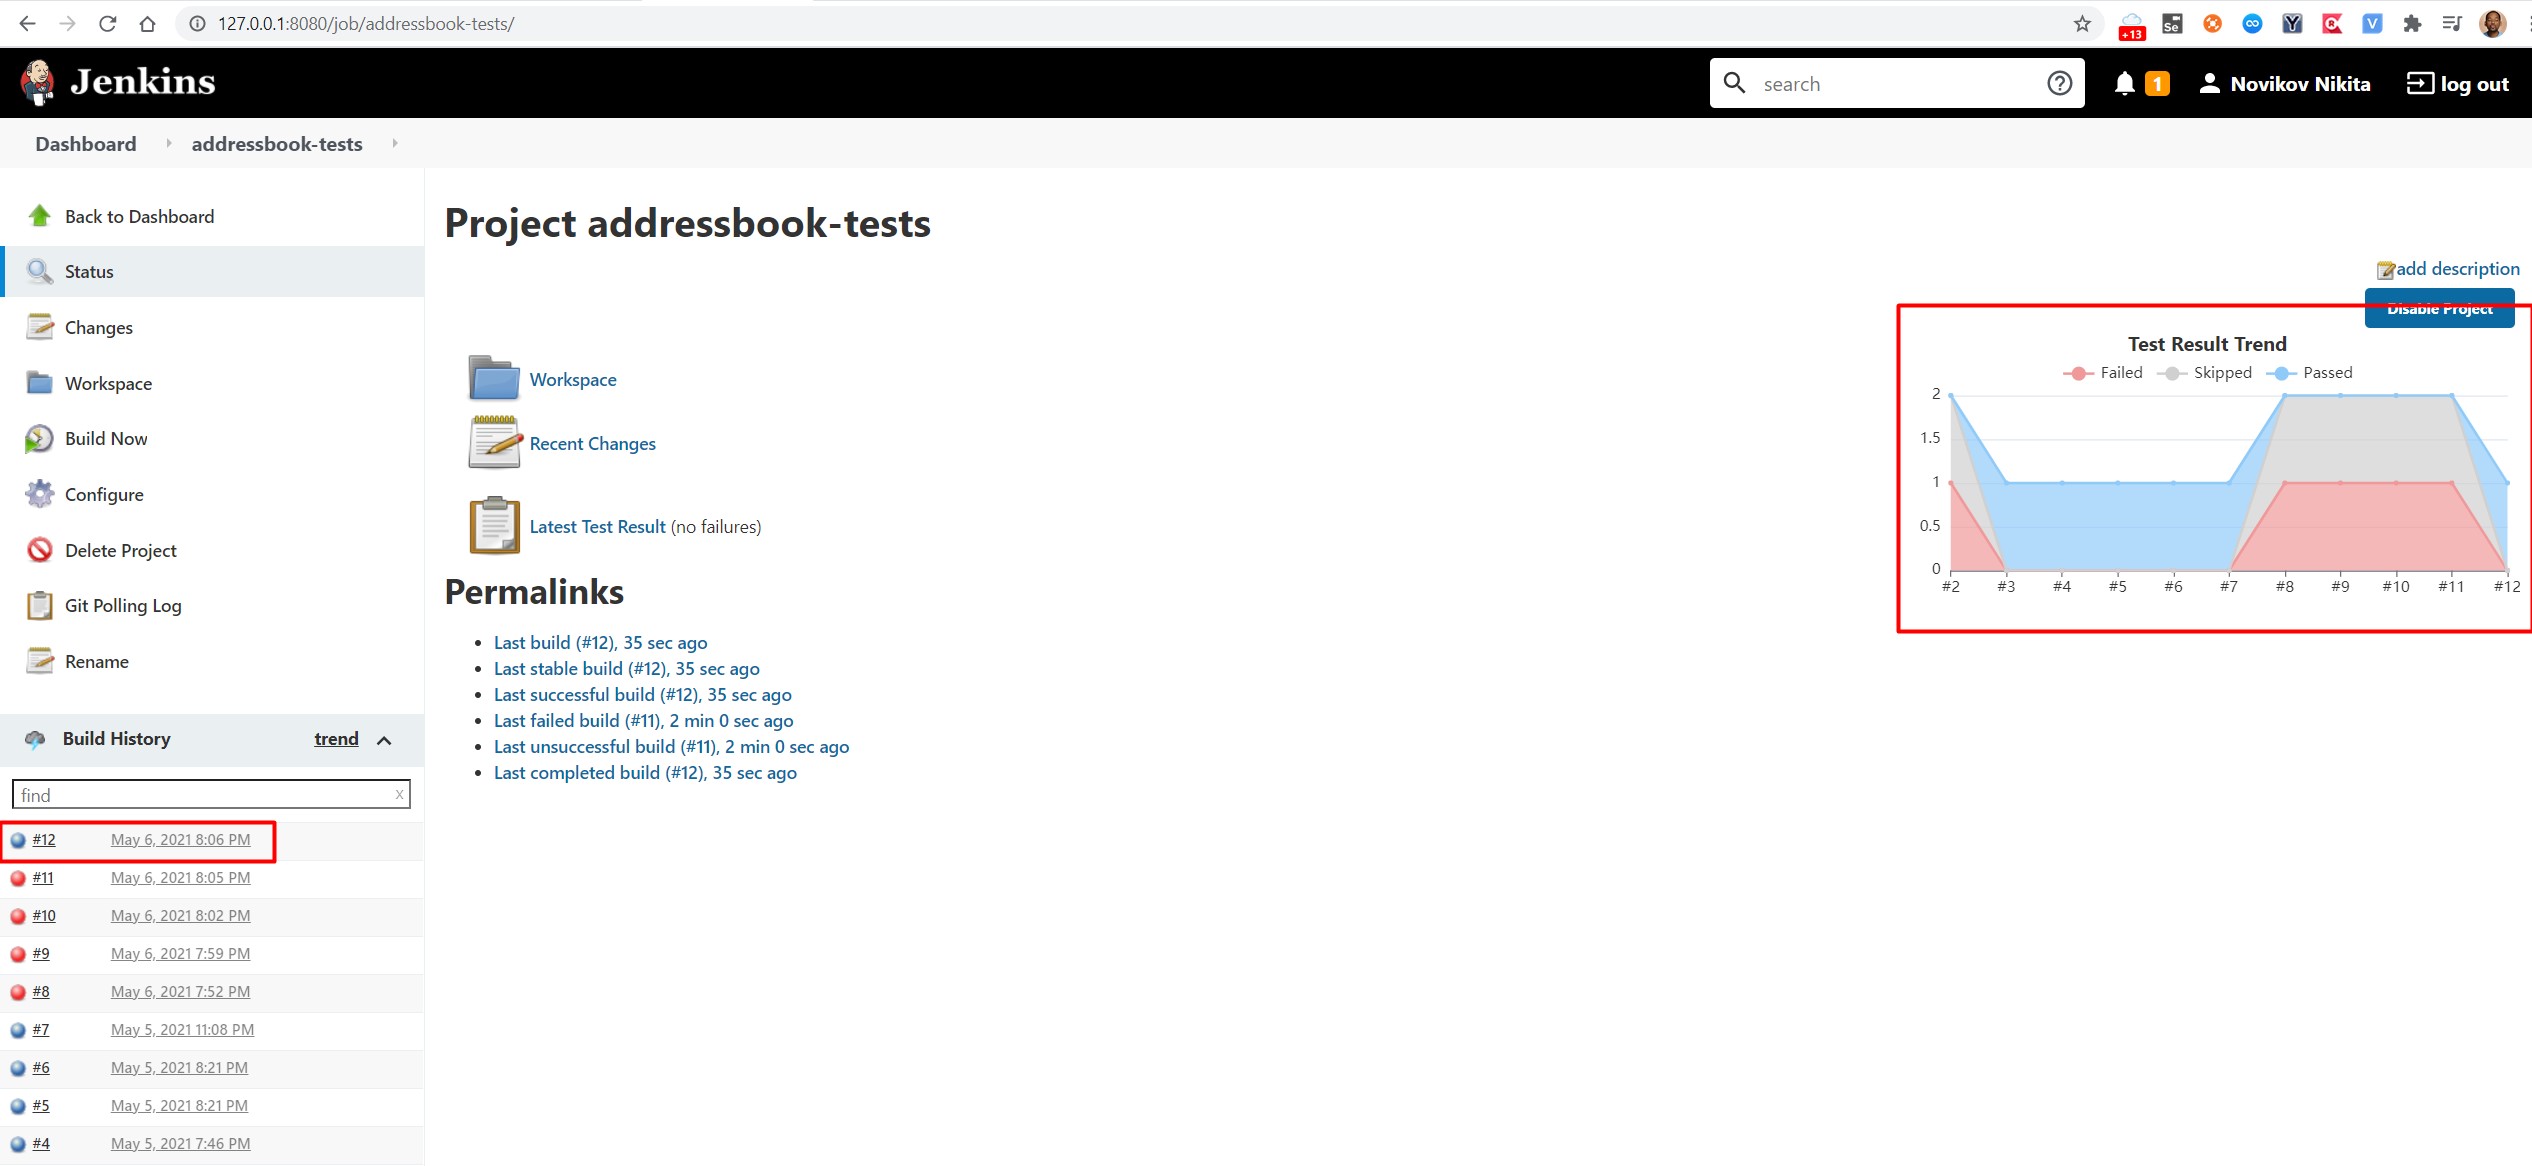 127.0.0.1:8080/job/addressbook-tests/
+13
Se
Y
R
V
Jenkins
search
?
1
Novikov Nikita
log out
Dashboard
addressbook-tests
Back to Dashboard
Status
Changes
Workspace
Build Now
Configure
Delete Project
Git Polling Log
Rename
Build History trend
find x
#12 May 6, 2021 8:06 PM
#11 May 6, 2021 8:05 PM
#10 May 6, 2021 8:02 PM
#9 May 6, 2021 7:59 PM
#8 May 6, 2021 7:52 PM
#7 May 5, 2021 11:08 PM
#6 May 5, 2021 8:21 PM
#5 May 5, 2021 8:21 PM
#4 May 5, 2021 7:46 PM
Project addressbook-tests
add description
Disable Project
Workspace
Recent Changes
Latest Test Result (no failures)
Permalinks
Last build (#12), 35 sec ago
Last stable build (#12), 35 sec ago
Last successful build (#12), 35 sec ago
Last failed build (#11), 2 min 0 sec ago
Last unsuccessful build (#11), 2 min 0 sec ago
Last completed build (#12), 35 sec ago
Test Result Trend
Failed Skipped Passed
2
1.5
1
0.5
0
#2 #3 #4 #5 #6 #7 #8 #9 #10 #11 #12